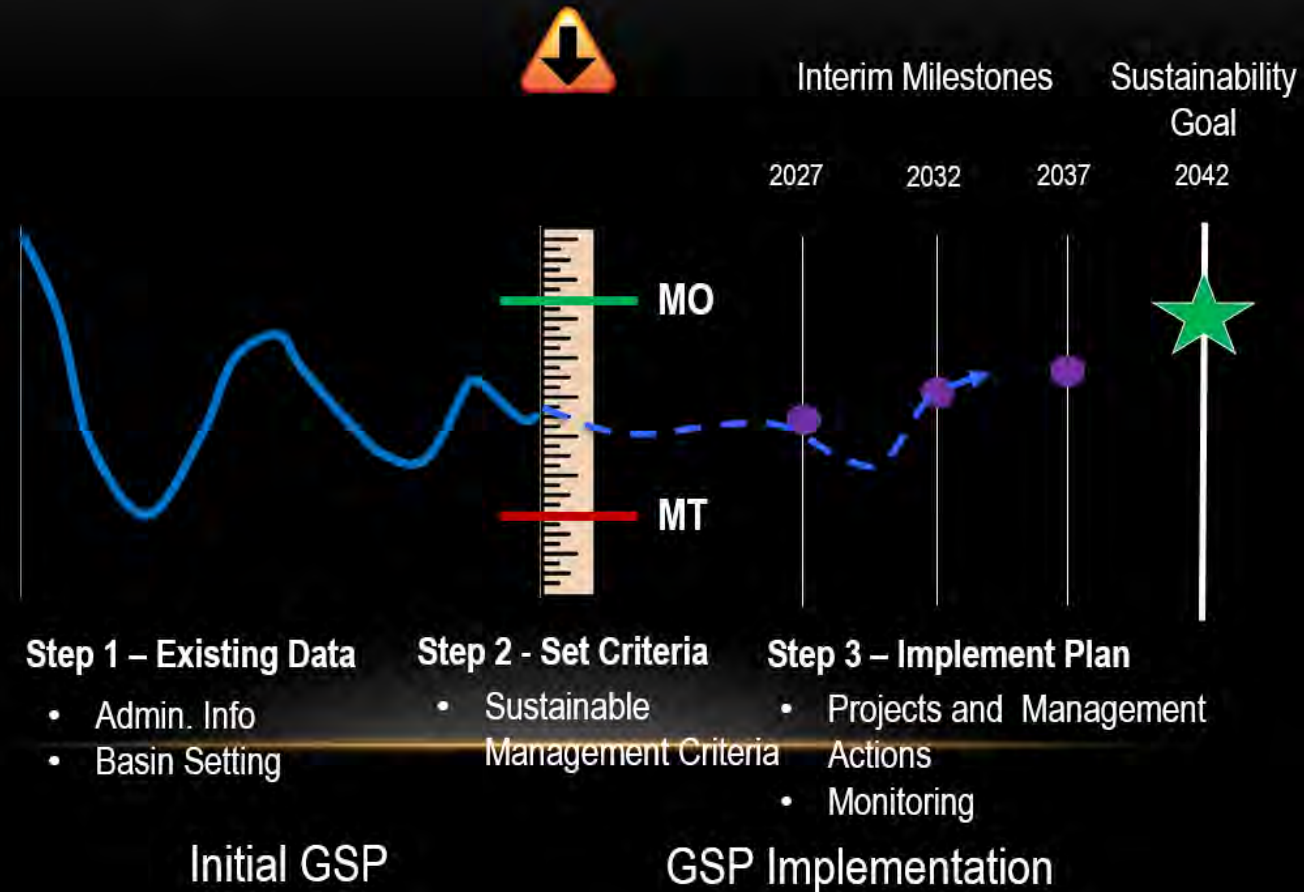 Interim Milestones
Sustainability
Goal
2027
2032
2037
2042
MO
MT
Step 1 – Existing Data
• Admin. Info
• Basin Setting
Step 2 - Set Criteria
• Sustainable
Management Criteria
Step 3 – Implement Plan
• Projects and Management
Actions
• Monitoring
Initial GSP
GSP Implementation